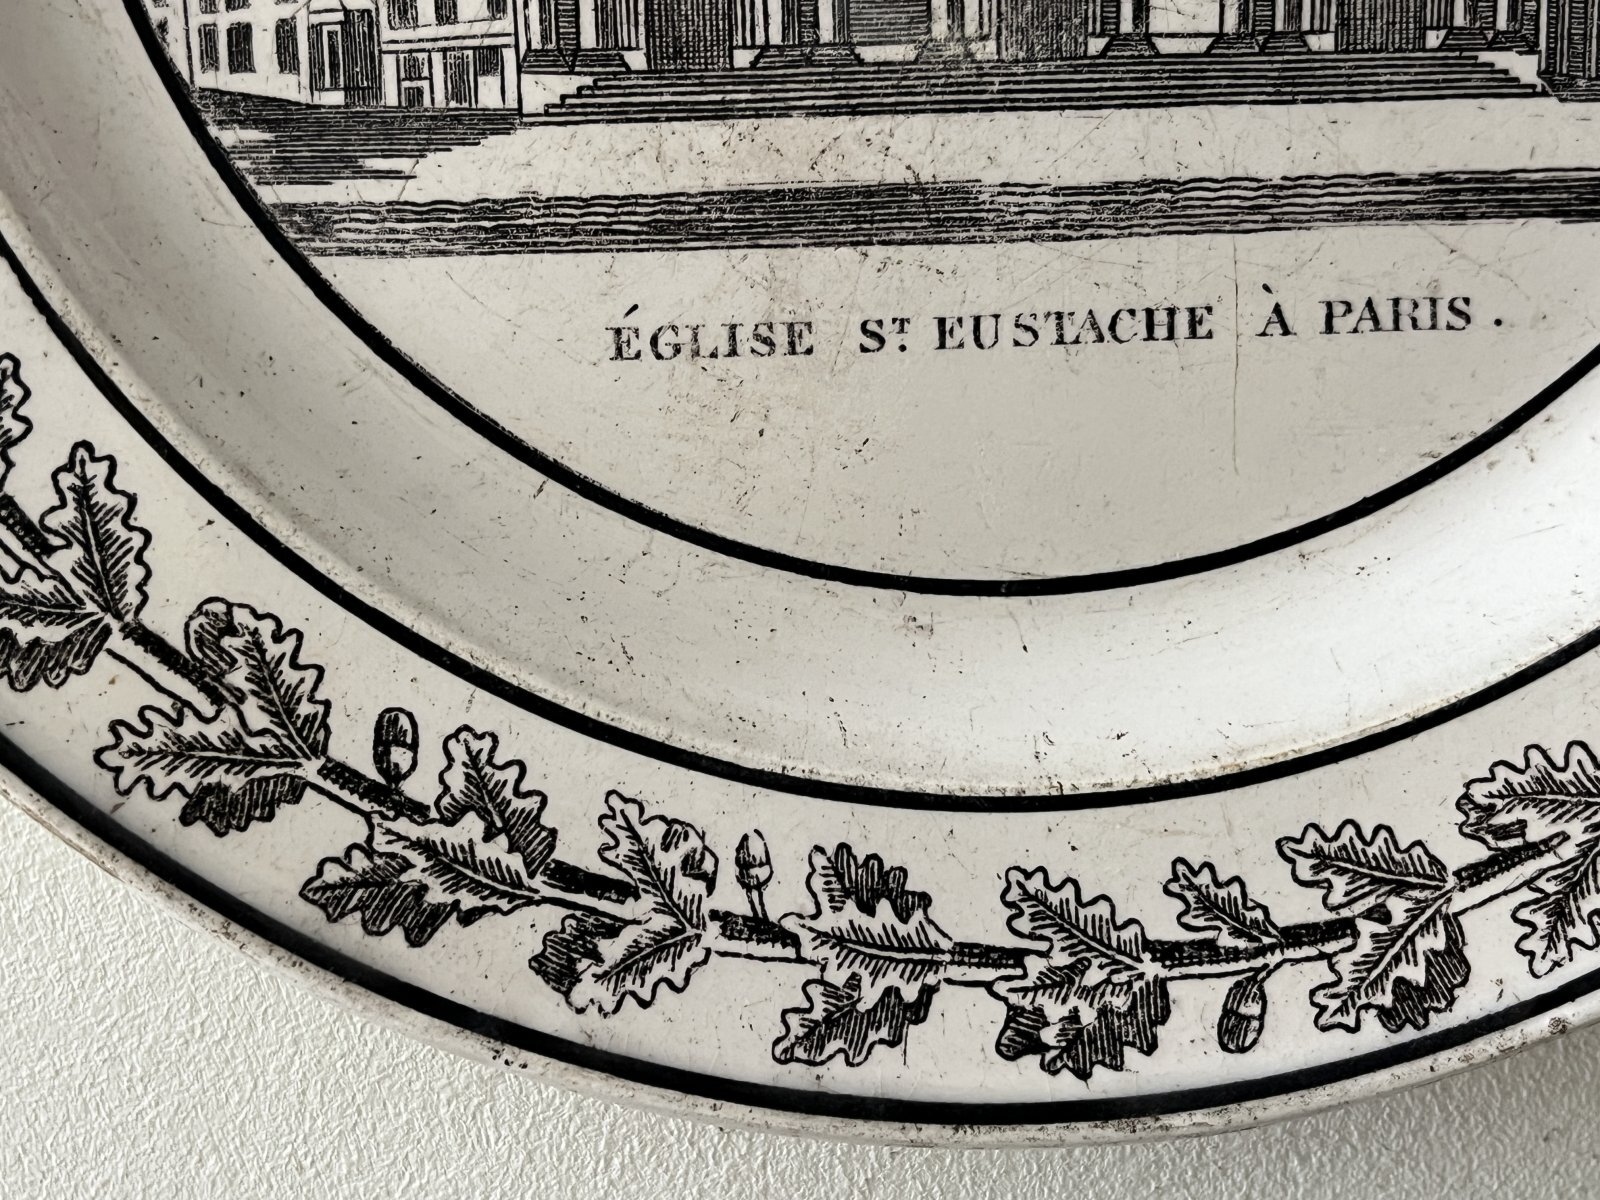 ÉGLISE ST. EUSTACHE À PARIS.